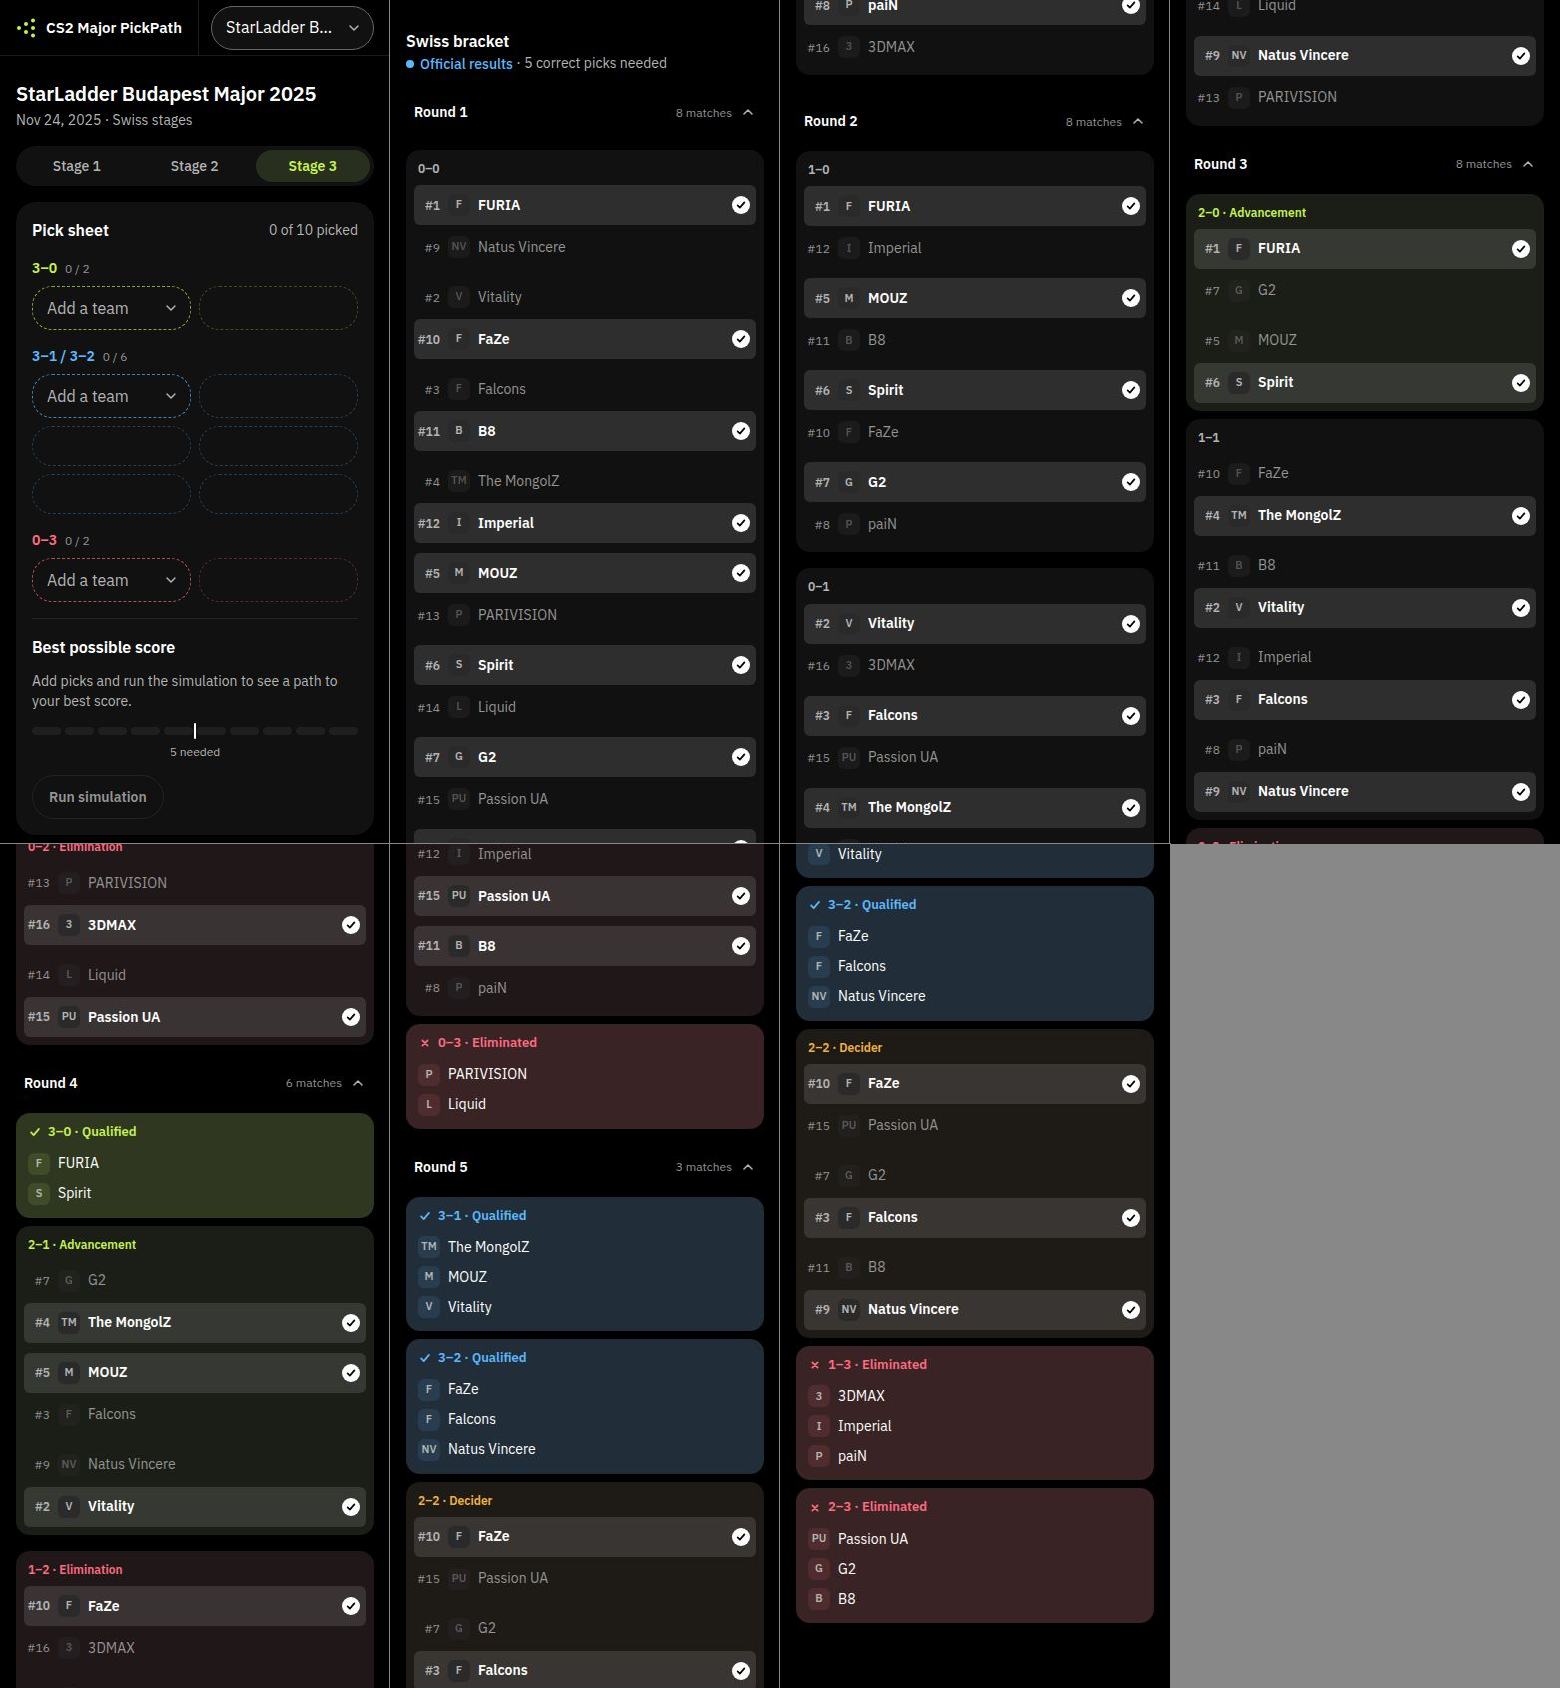 CS2 Major PickPath
StarLadder B...
StarLadder Budapest Major 2025
Nov 24, 2025 · Swiss stages
Stage 1
Stage 2
Stage 3
Pick sheet
0 of 10 picked
3–0 0 / 2
Add a team
3–1 / 3–2 0 / 6
Add a team
0–3 0 / 2
Add a team
Best possible score
Add picks and run the simulation to see a path to
your best score.
5 needed
Run simulation
Swiss bracket
Official results · 5 correct picks needed
Round 1
8 matches
0–0
#1 F FURIA
#9 NV Natus Vincere
#2 V Vitality
#10 F FaZe
#3 F Falcons
#11 B B8
#4 TM The MongolZ
#12 I Imperial
#5 M MOUZ
#13 P PARIVISION
#6 S Spirit
#14 L Liquid
#7 G G2
#15 PU Passion UA
#8 P paiN
#16 3 3DMAX
Round 2
8 matches
1–0
#1 F FURIA
#12 I Imperial
#5 M MOUZ
#11 B B8
#6 S Spirit
#10 F FaZe
#7 G G2
#8 P paiN
0–1
#2 V Vitality
#16 3 3DMAX
#3 F Falcons
#15 PU Passion UA
#4 TM The MongolZ
#14 Liquid
#9 NV Natus Vincere
#13 P PARIVISION
Round 3
8 matches
2–0 · Advancement
#1 F FURIA
#7 G G2
#5 M MOUZ
#6 S Spirit
1–1
#10 F FaZe
#4 TM The MongolZ
#11 B B8
#2 V Vitality
#12 I Imperial
#3 F Falcons
#8 P paiN
#9 NV Natus Vincere
0–2 · Elimination
#13 P PARIVISION
#16 3 3DMAX
#14 L Liquid
#15 PU Passion UA
Round 4
6 matches
3–0 · Qualified
F FURIA
S Spirit
2–1 · Advancement
#7 G G2
#4 TM The MongolZ
#5 M MOUZ
#3 F Falcons
#9 NV Natus Vincere
#2 V Vitality
1–2 · Elimination
#10 F FaZe
#16 3 3DMAX
#12 I Imperial
#15 PU Passion UA
#11 B B8
#8 P paiN
0–3 · Eliminated
P PARIVISION
L Liquid
Round 5
3 matches
3–1 · Qualified
TM The MongolZ
M MOUZ
V Vitality
3–2 · Qualified
F FaZe
F Falcons
NV Natus Vincere
2–2 · Decider
#10 F FaZe
#15 PU Passion UA
#7 G G2
#3 F Falcons
V Vitality
3–2 · Qualified
F FaZe
F Falcons
NV Natus Vincere
2–2 · Decider
#10 F FaZe
#15 PU Passion UA
#7 G G2
#3 F Falcons
#11 B B8
#9 NV Natus Vincere
1–3 · Eliminated
3 3DMAX
I Imperial
P paiN
2–3 · Eliminated
PU Passion UA
G G2
B B8